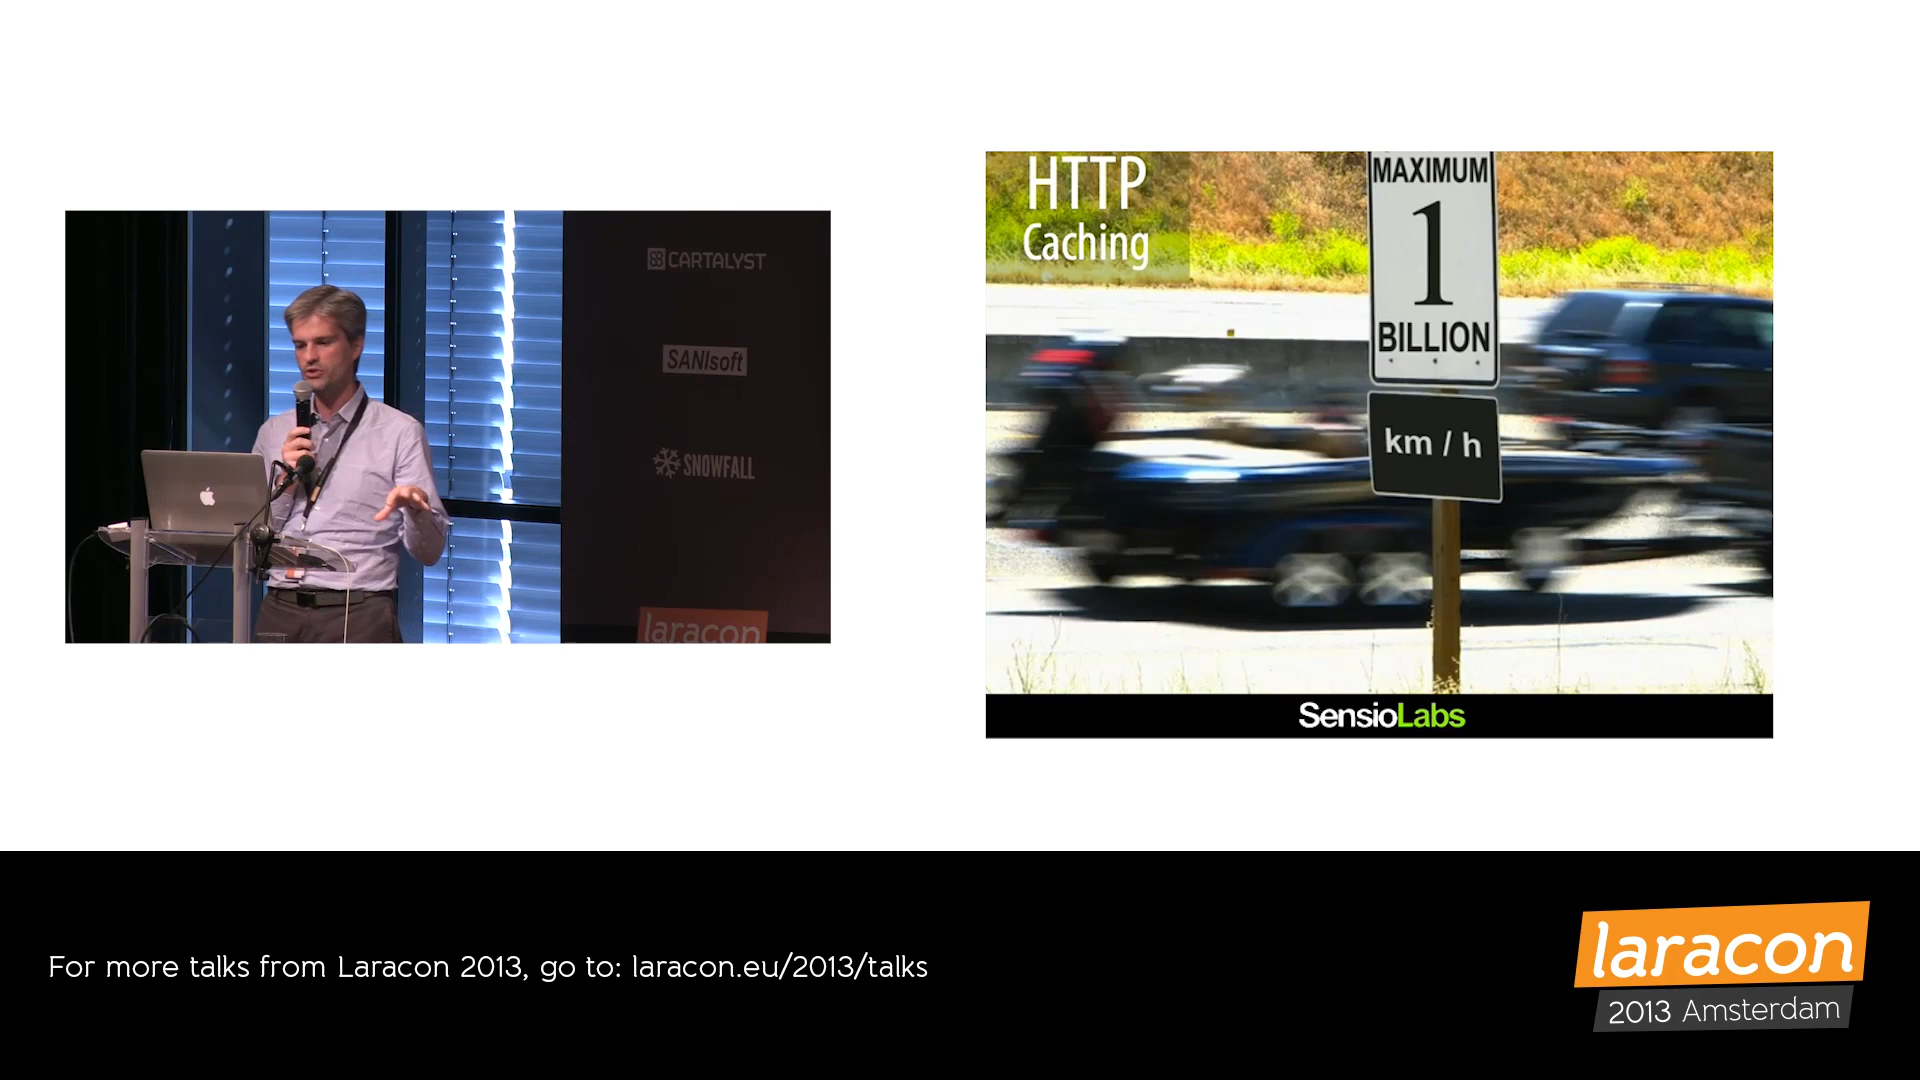 CARTALYST
SANIsoft
SNOWFALL
laracon
HTTP
Caching
MAXIMUM
1
BILLION
km / h
SensioLabs
For more talks from Laracon 2013, go to: laracon.eu/2013/talks
laracon
2013 Amsterdam